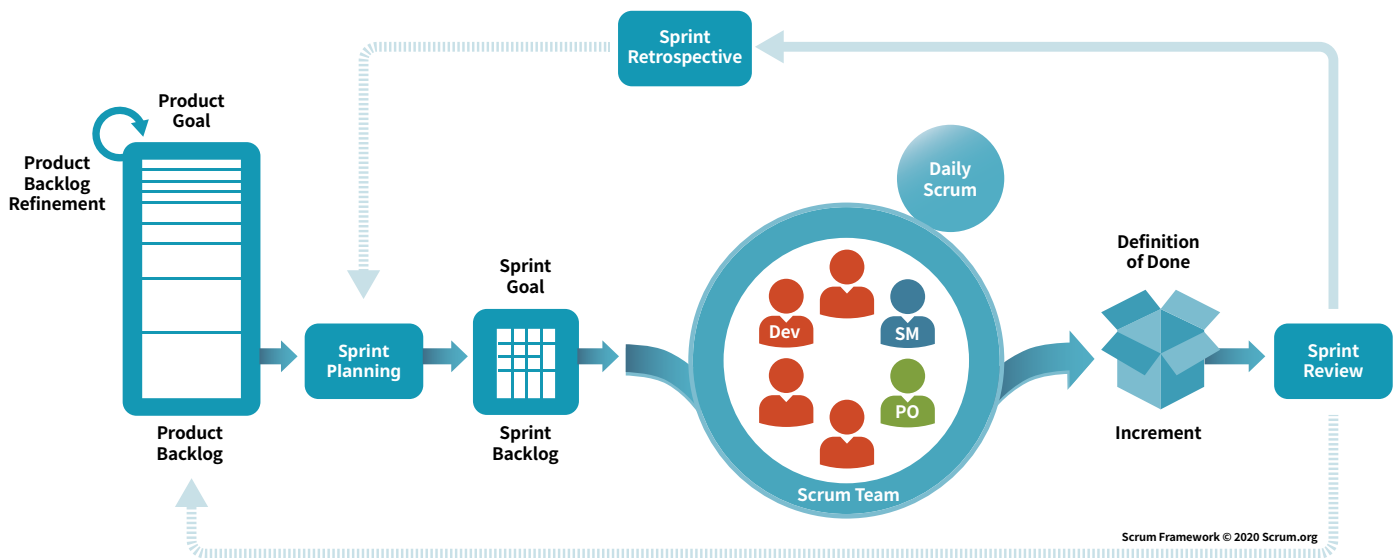 Sprint
Retrospective
Product
Goal
Product
Backlog
Refinement
Daily
Scrum
Definition
of Done
Sprint
Goal
Dev
SM
Sprint
Planning
Sprint
Review
PO
Product
Backlog
Sprint
Backlog
Increment
Scrum Team
Scrum Framework © 2020 Scrum.org